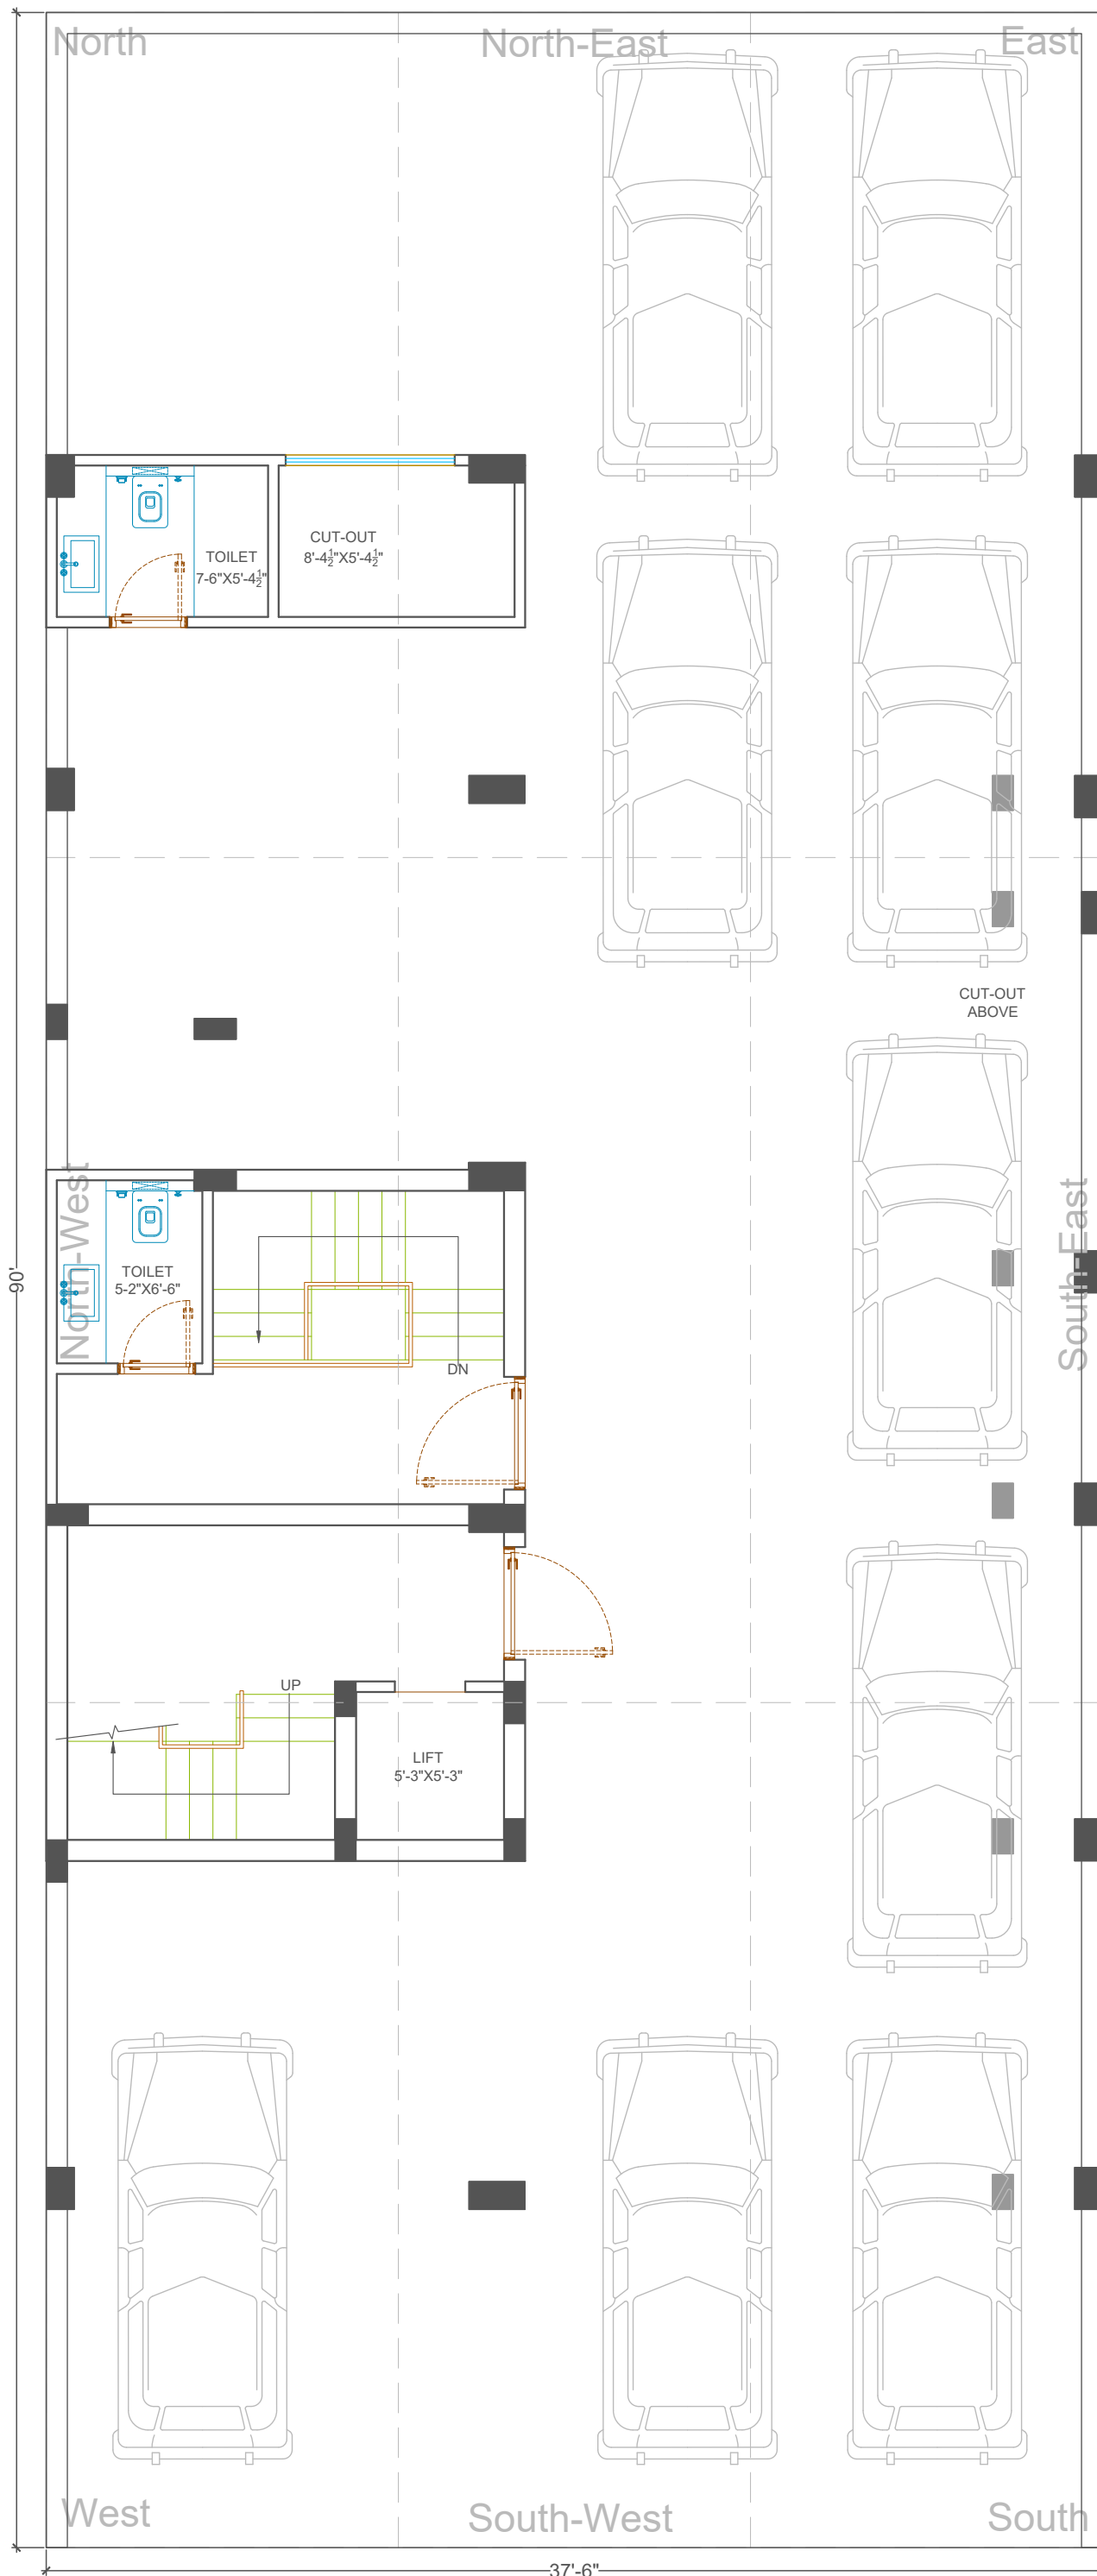 North
North-East
East
TOILET
7-6"X5'-4½"
CUT-OUT
8'-4½"X5'-4½"
CUT-OUT
ABOVE
North-West
South-East
TOILET
5-2"X6'-6"
90'
DN
UP
LIFT
5'-3"X5'-3"
West
South-West
South
37'-6"